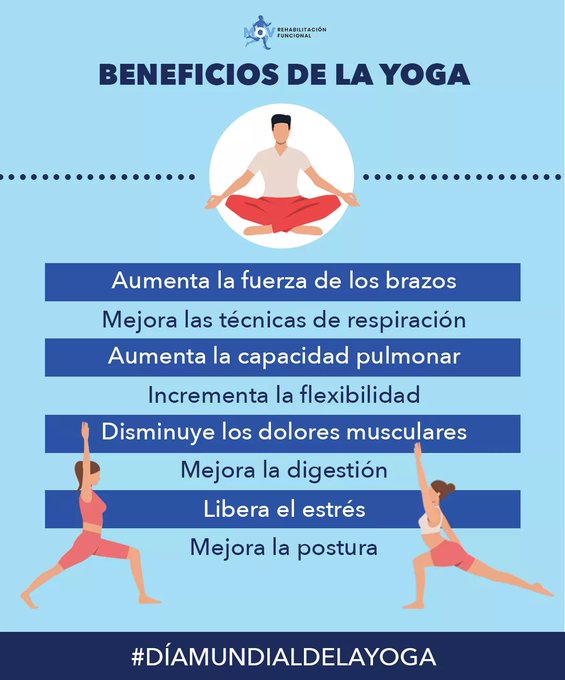 MOV REHABILITACIÓN
FUNCIONAL
BENEFICIOS DE LA YOGA
Aumenta la fuerza de los brazos
Mejora las técnicas de respiración
Aumenta la capacidad pulmonar
Incrementa la flexibilidad
Disminuye los dolores musculares
Mejora la digestión
Libera el estrés
Mejora la postura
#DÍAMUNDIALDELAYOGA